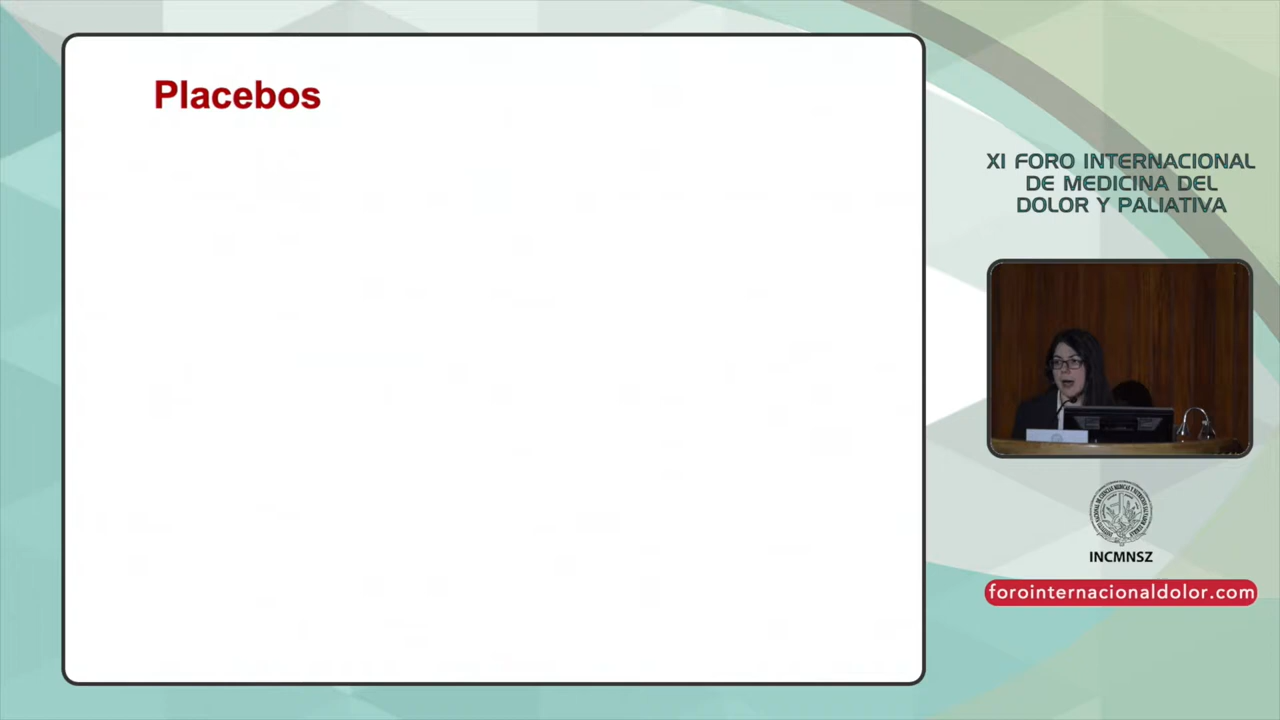 Placebos
XI FORO INTERNACIONAL
DE MEDICINA DEL
DOLOR Y PALIATIVA
INCMNSZ
forointernacionaldolor.com